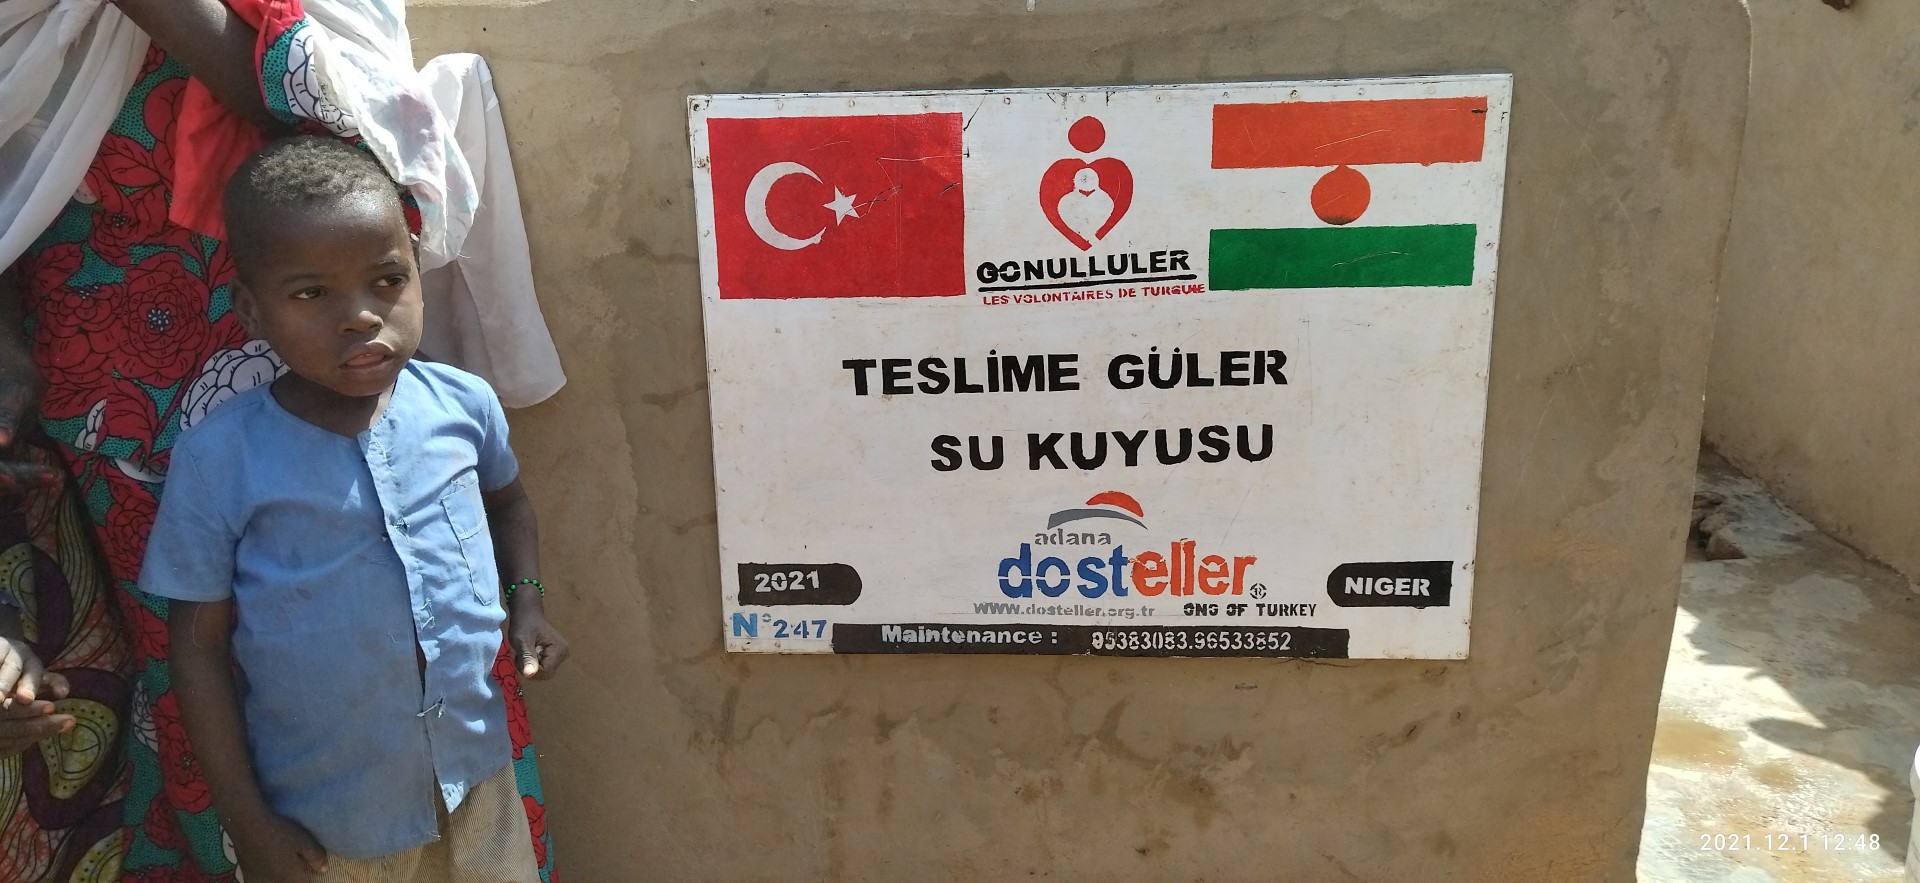 GONULLULER
LES VOLONTAIRES DE TURQUIE
TESLİME GÜLER
SU KUYUSU
adana
dosteller
www.dosteller.org.tr ONG OF TURKEY
2021
NIGER
N°247
Maintenance : 95383083.96533852
2021.12.1 12:48